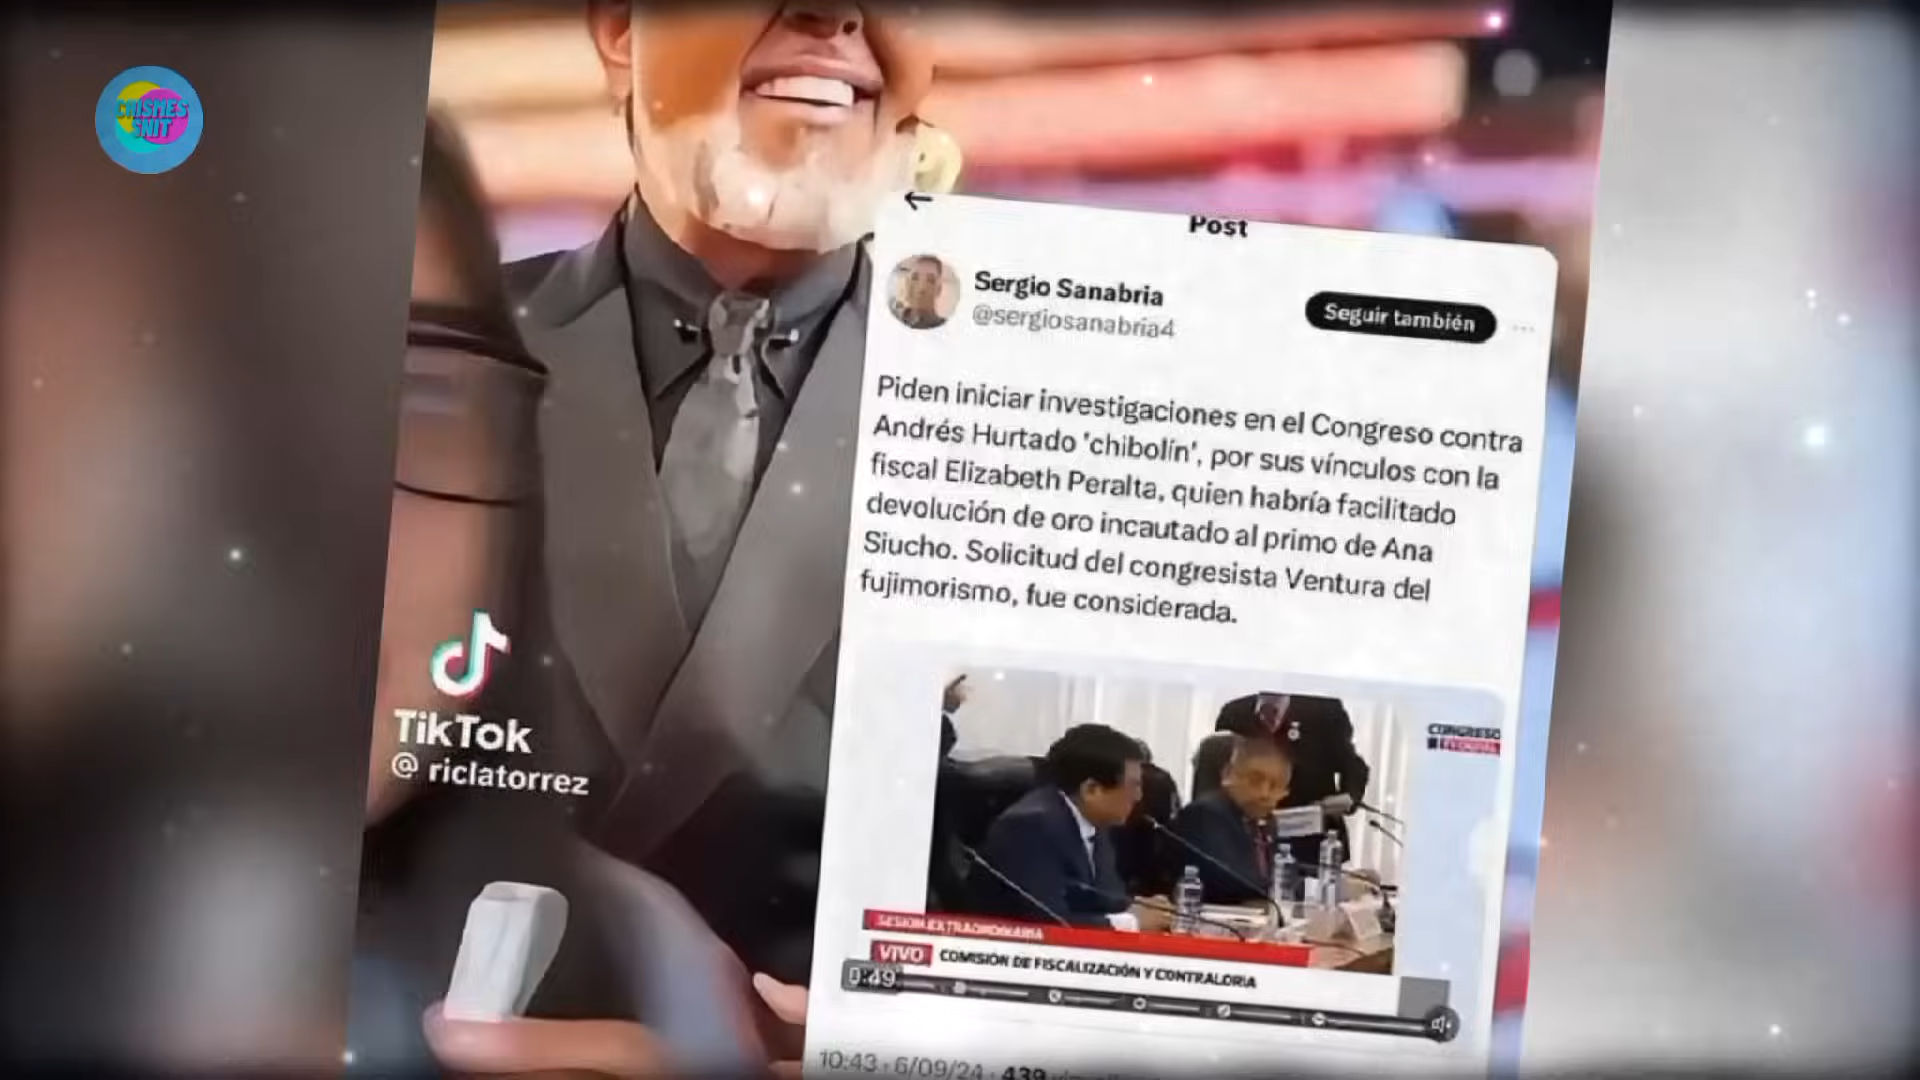 CHISMES
SNIT
Post
Sergio Sanabria
@sergiosanabria4
Seguir también
Piden iniciar investigaciones en el Congreso contra
Andrés Hurtado 'chibolín', por sus vínculos con la
fiscal Elizabeth Peralta, quien habría facilitado
devolución de oro incautado al primo de Ana
Siucho. Solicitud del congresista Ventura del
fujimorismo, fue considerada.
CONGRESO
SESIÓN EXTRAORDINARIA
VIVO COMISIÓN DE FISCALIZACIÓN Y CONTRALORÍA
0:49
10:43 · 6/09/24 · 439
TikTok
@ riclatorrez